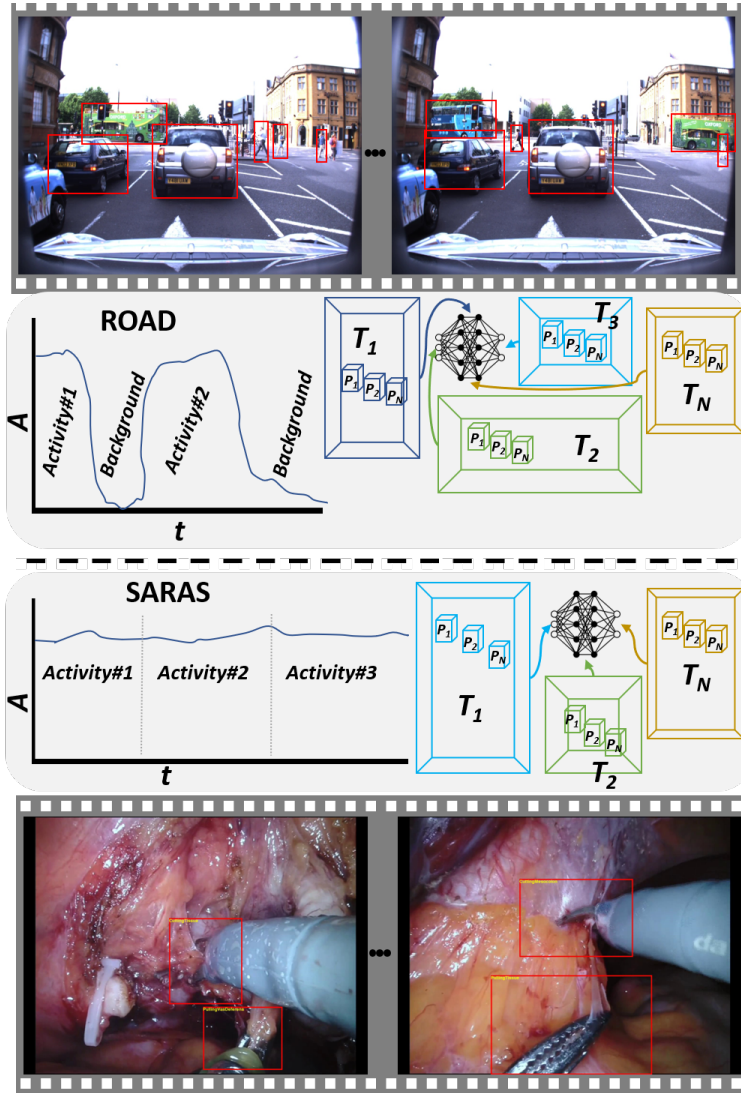 ROAD
A
Activity#1
Background
Activity#2
Background
t
T1
P1
P2
PN
T3
P1
P2
PN
T2
P1
P2
PN
TN
P1
P2
PN
SARAS
A
Activity#1
Activity#2
Activity#3
t
T1
P1
P2
PN
T2
P1
P2
PN
TN
P1
P2
PN
da